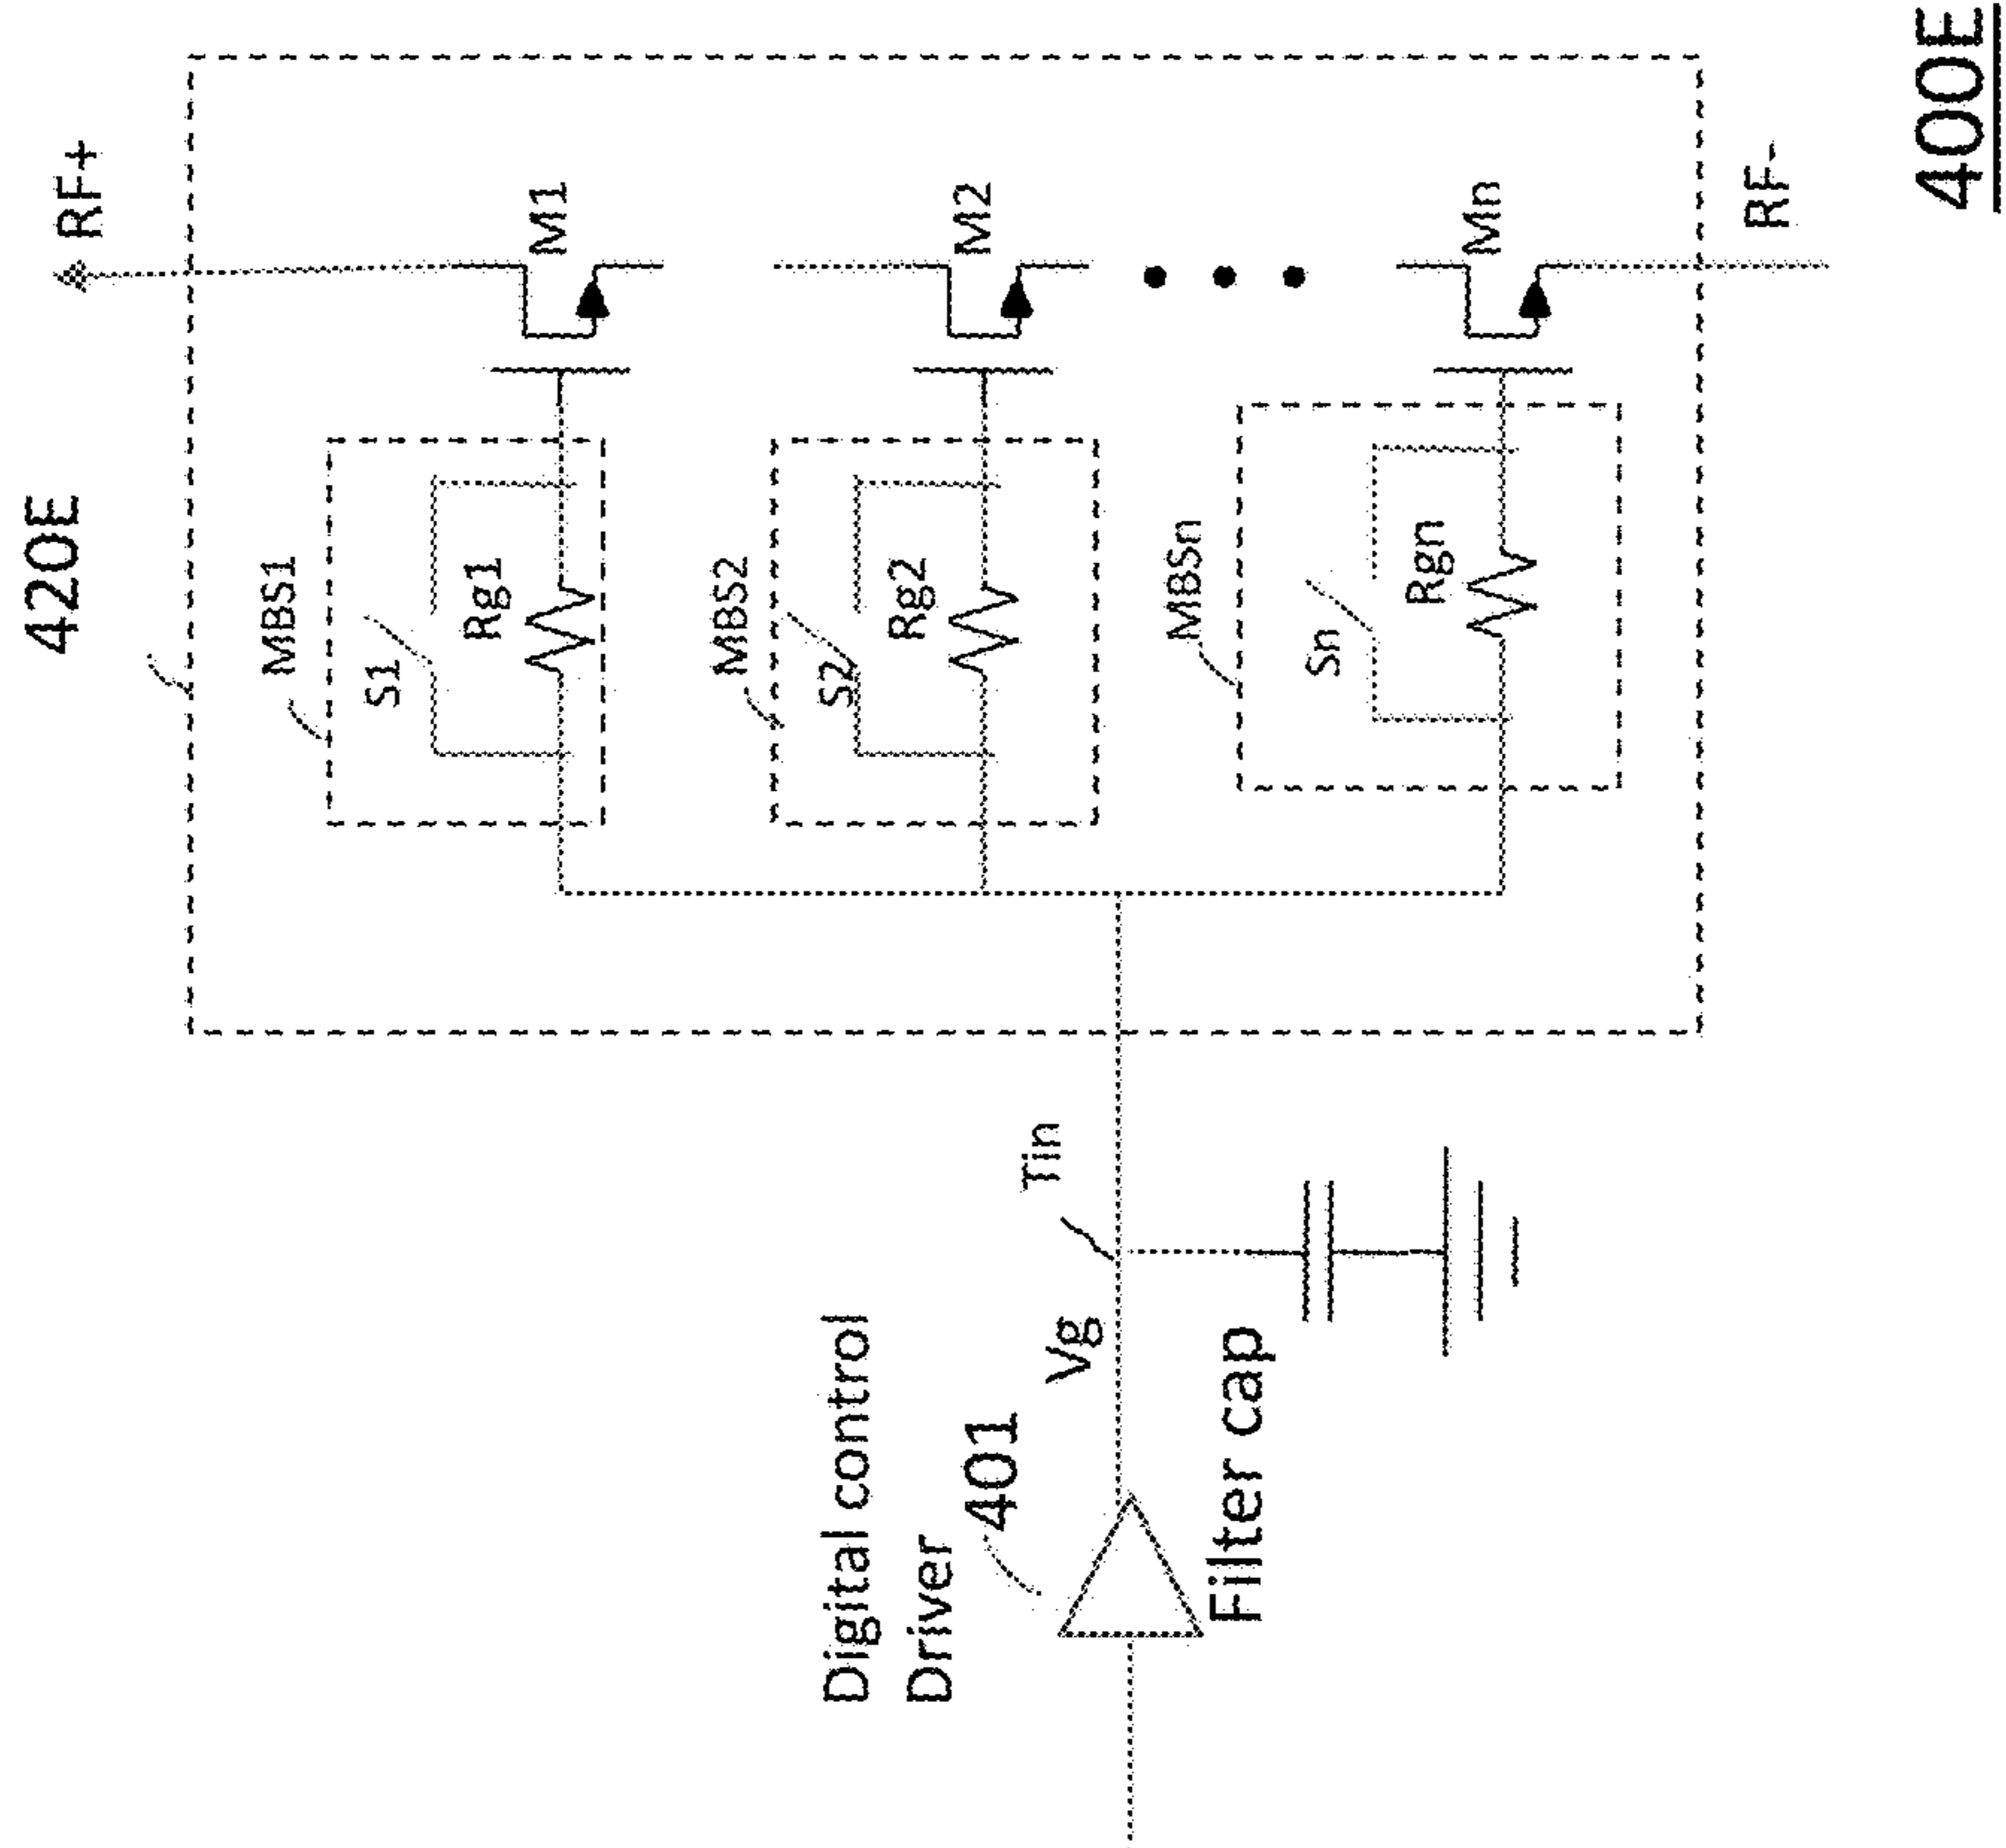 420E
RF+
MBS1
S1
Rg1
M1
MBS2
S2
Rg2
M2
MBSn
Sn
Rgn
Mn
RF-
Digital control
Driver
401
Vg
Tin
Filter cap
400E